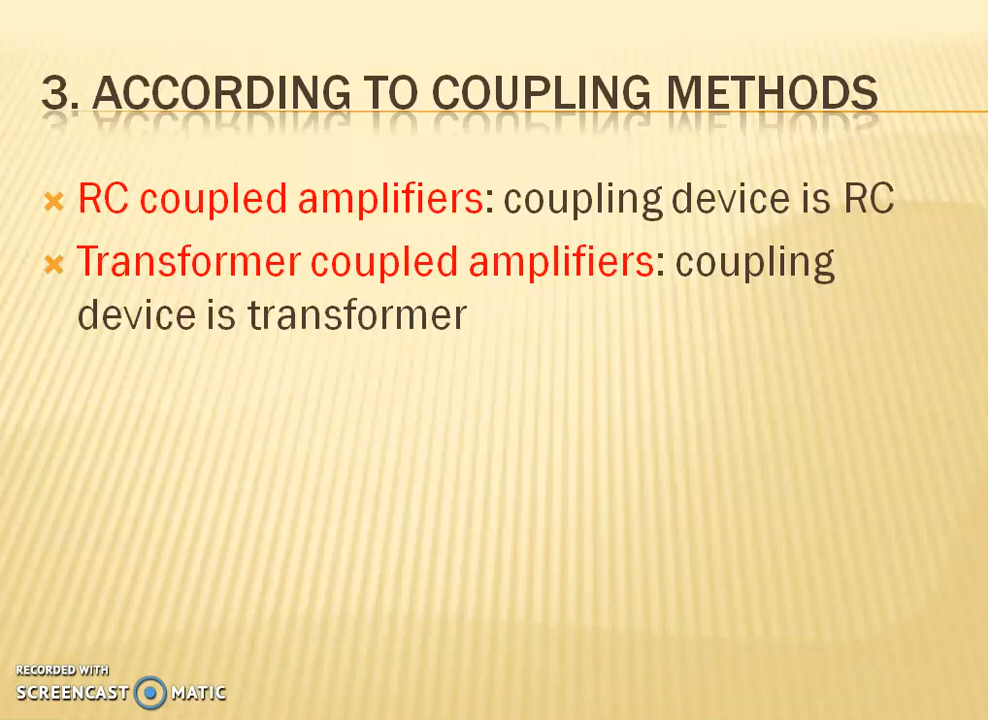 3. ACCORDING TO COUPLING METHODS
RC coupled amplifiers: coupling device is RC
Transformer coupled amplifiers: coupling
device is transformer
RECORDED WITH
SCREENCAST MATIC